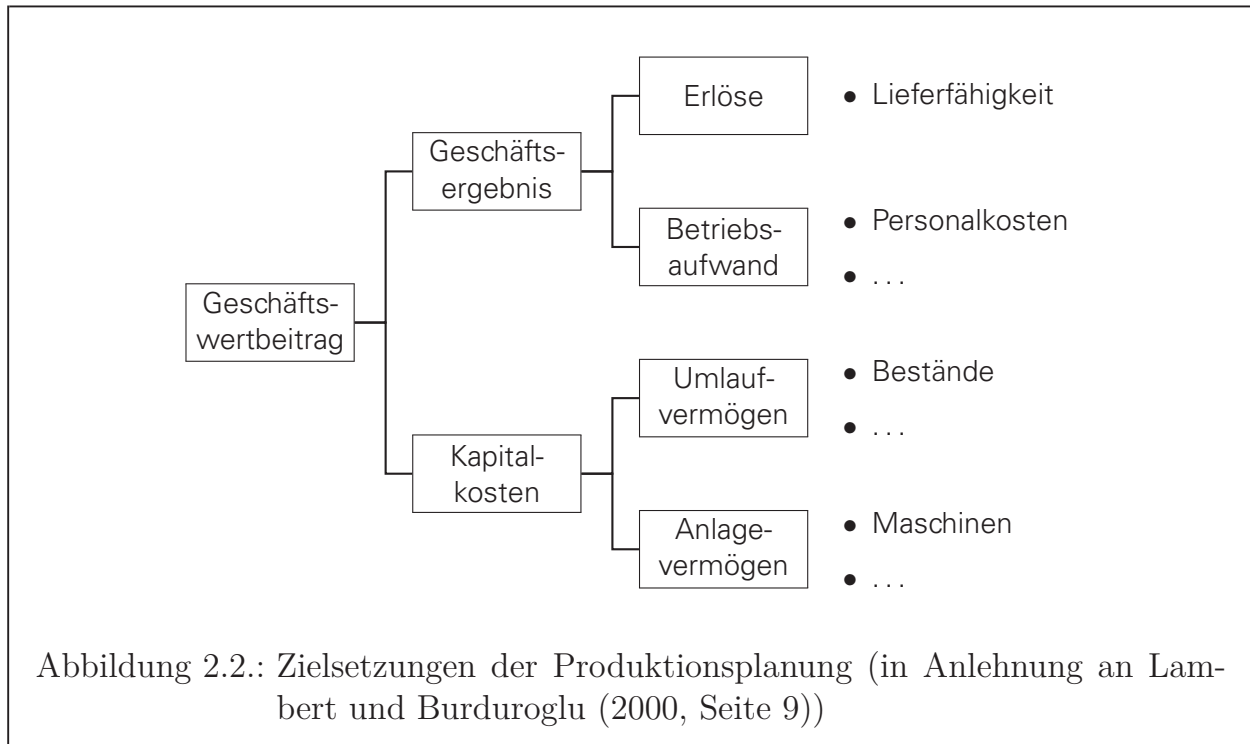 Erlöse
• Lieferfähigkeit
Geschäfts-
ergebnis
Betriebs-
aufwand
• Personalkosten
• . . .
Geschäfts-
wertbeitrag
Umlauf-
vermögen
• Bestände
• . . .
Kapital-
kosten
Anlage-
vermögen
• Maschinen
• . . .
Abbildung 2.2.: Zielsetzungen der Produktionsplanung (in Anlehnung an Lam-
bert und Burduroglu (2000, Seite 9))